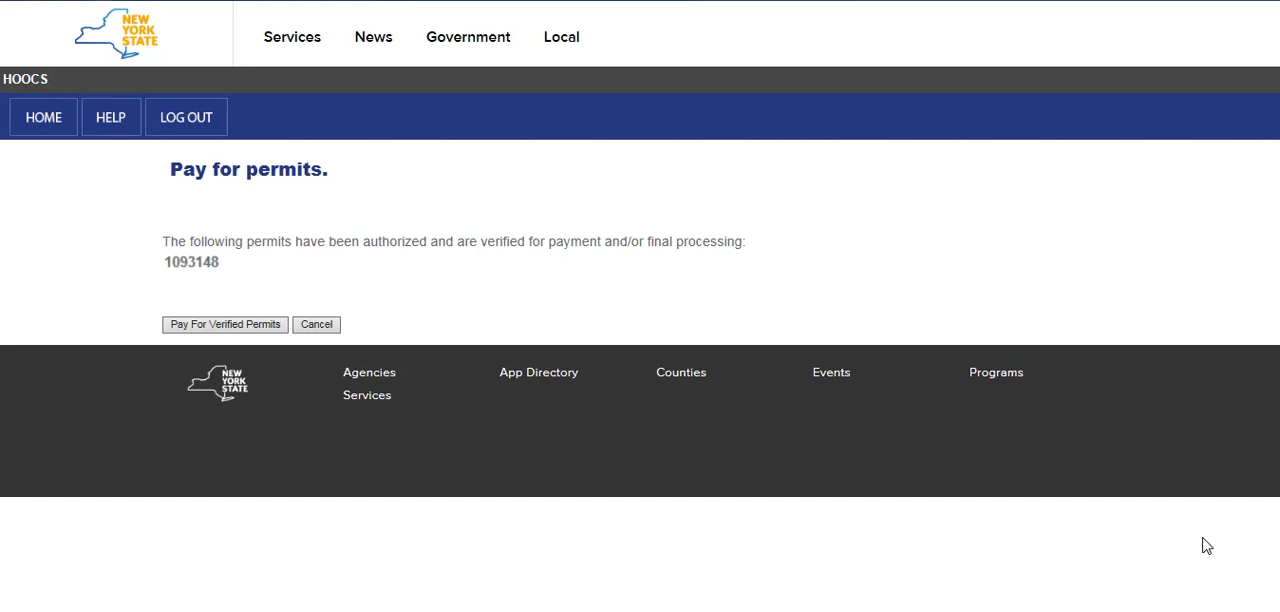 NEW
YORK
STATE
Services News Government Local
HOOCS
HOME HELP LOG OUT
Pay for permits.
The following permits have been authorized and are verified for payment and/or final processing:
1093148
Pay For Verified Permits Cancel
NEW
YORK
STATE
Agencies App Directory Counties Events Programs
Services